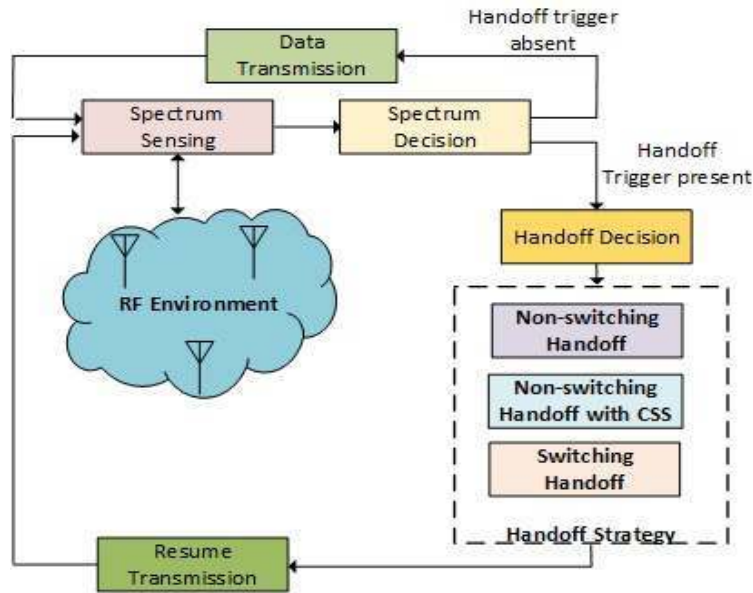 Handoff trigger
absent
Data
Transmission
Spectrum
Sensing
Spectrum
Decision
Handoff
Trigger present
Handoff Decision
RF Environment
Non-switching
Handoff
Non-switching
Handoff with CSS
Switching
Handoff
Handoff Strategy
Resume
Transmission